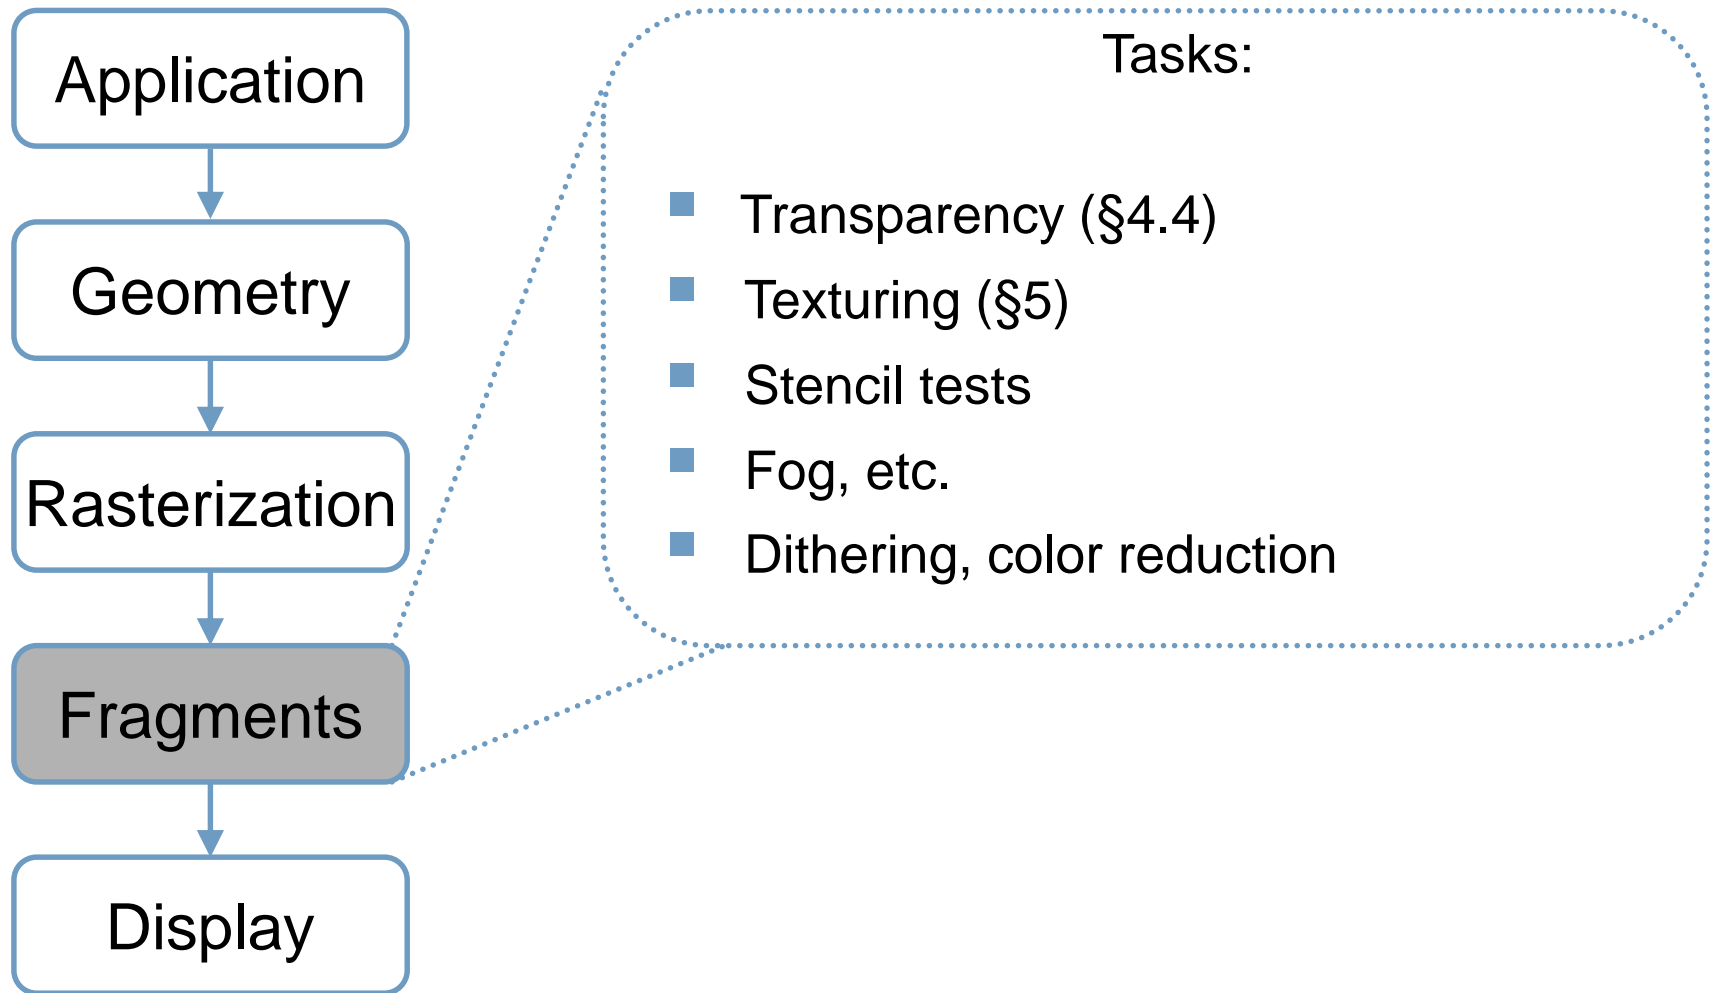 Application
Geometry
Rasterization
Fragments
Display
Tasks:
Transparency (§4.4)
Texturing (§5)
Stencil tests
Fog, etc.
Dithering, color reduction